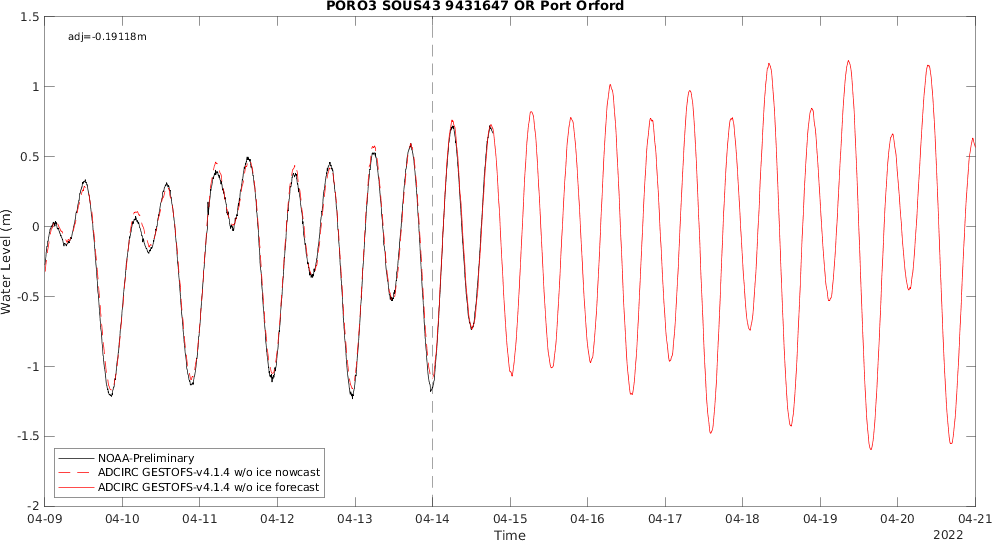 PORO3 SOUS43 9431647 OR Port Orford
adj=-0.19118m
1.5
1
0.5
0
-0.5
-1
-1.5
-2
Water Level (m)
NOAA-Preliminary
ADCIRC GESTOFS-v4.1.4 w/o ice nowcast
ADCIRC GESTOFS-v4.1.4 w/o ice forecast
04-09 04-10 04-11 04-12 04-13 04-14 04-15 04-16 04-17 04-18 04-19 04-20 04-21
Time
2022